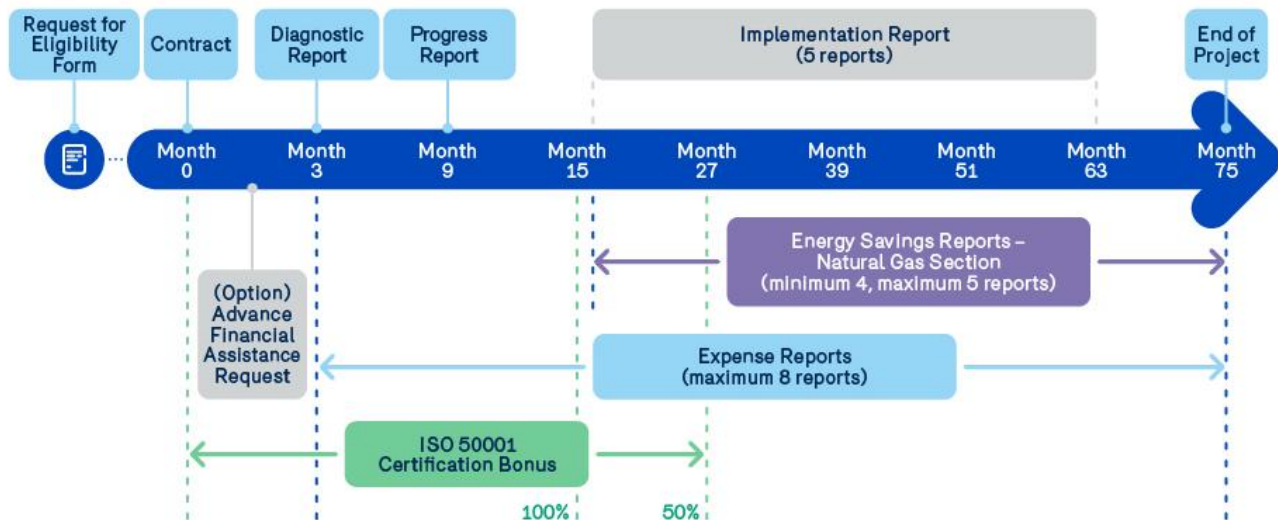 Request for
Eligibility
Form
Contract
Diagnostic
Report
Progress
Report
Implementation Report
(5 reports)
End of
Project
Month
0
Month
3
Month
9
Month
15
Month
27
Month
39
Month
51
Month
63
Month
75
(Option)
Advance
Financial
Assistance
Request
Energy Savings Reports –
Natural Gas Section
(minimum 4, maximum 5 reports)
Expense Reports
(maximum 8 reports)
ISO 50001
Certification Bonus
100%
50%